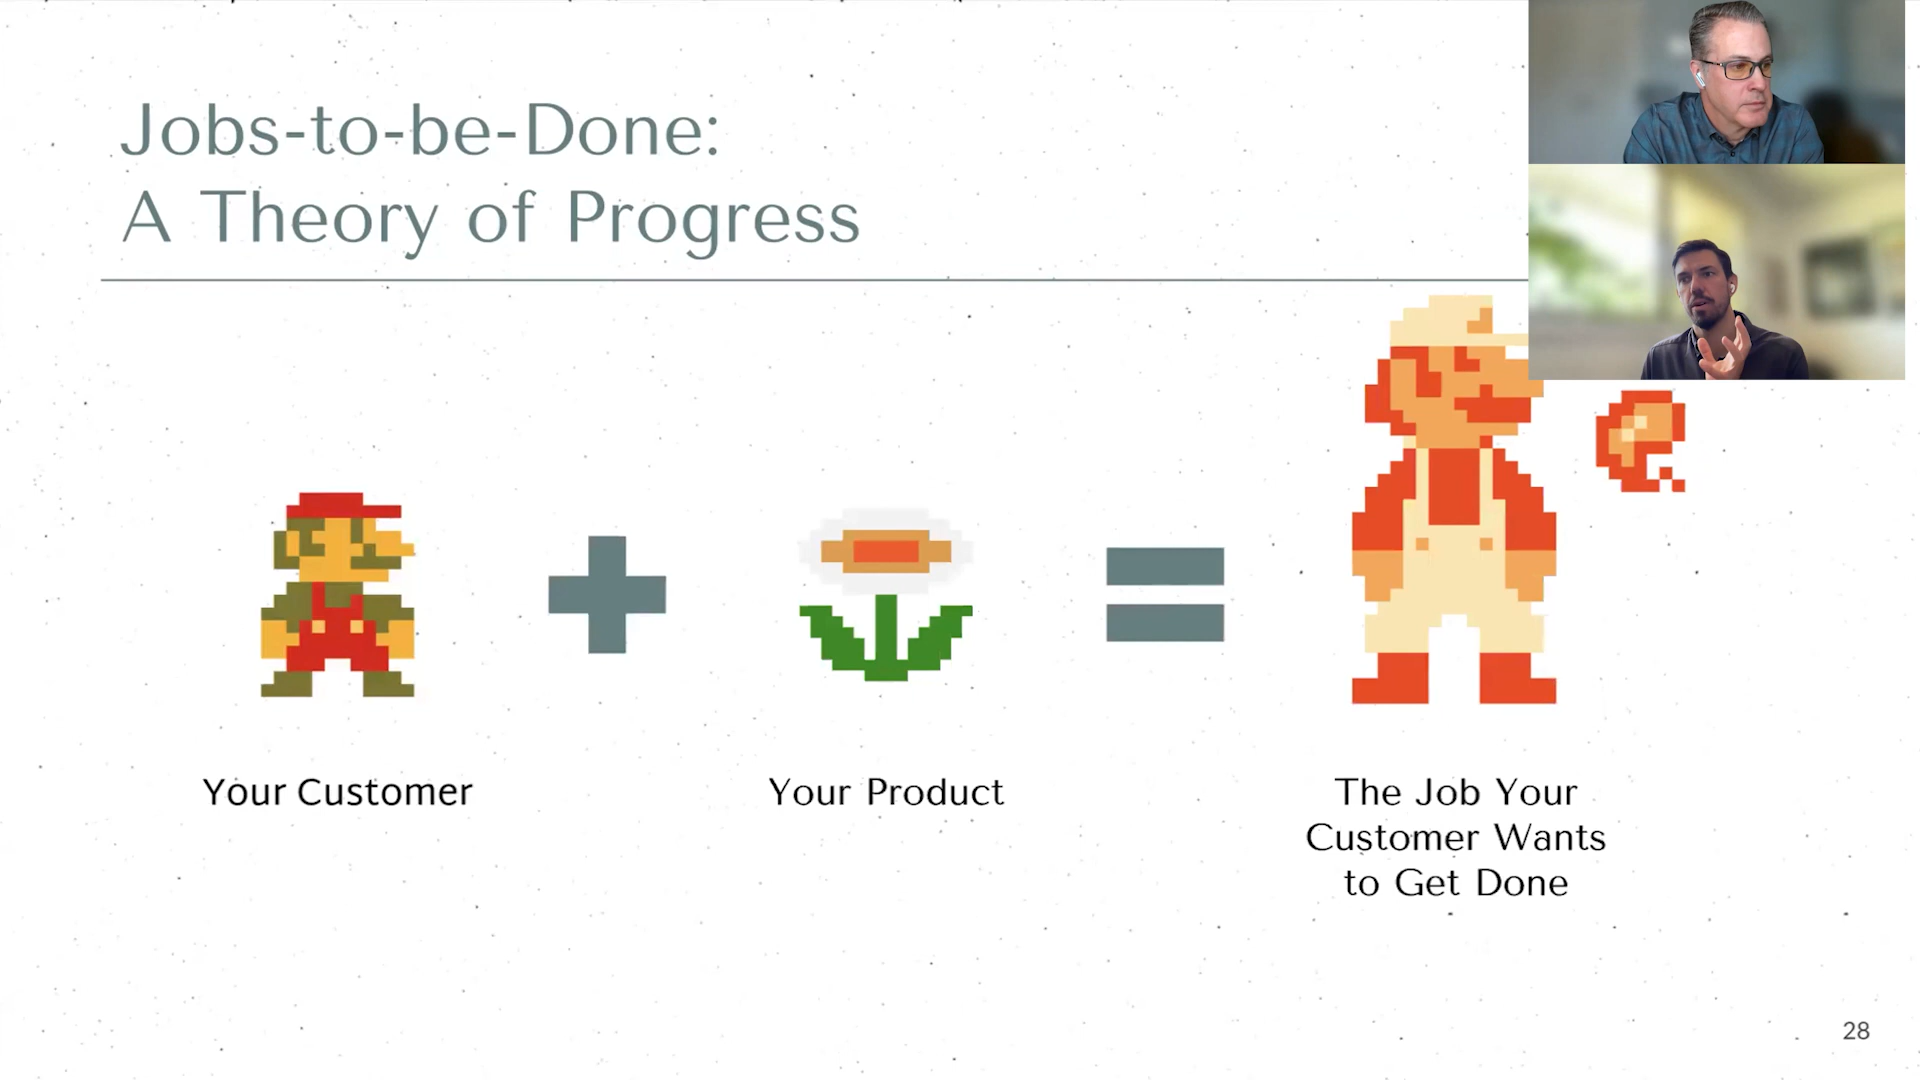 Jobs-to-be-Done:
A Theory of Progress
Your Customer
Your Product
The Job Your
Customer Wants
to Get Done
28